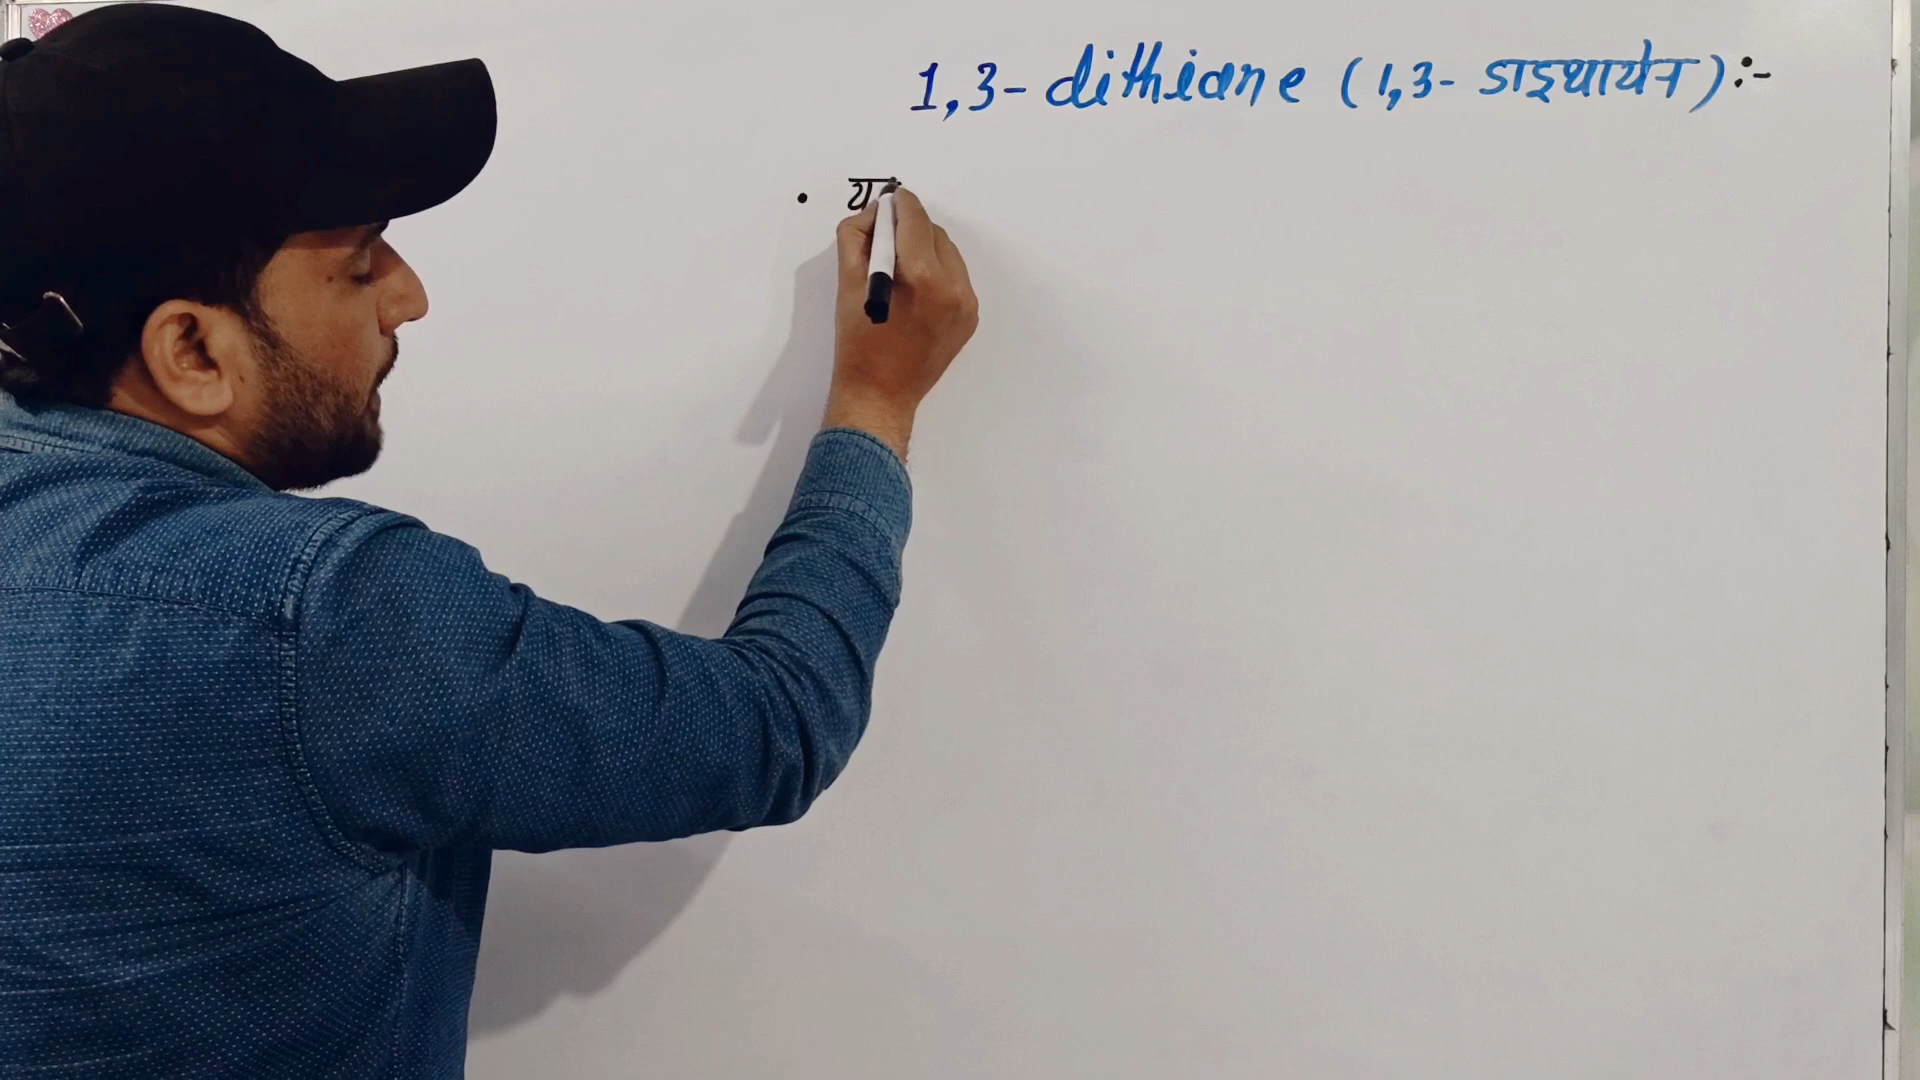 1,3- dithiane (1,3- डाइथायेन) :-